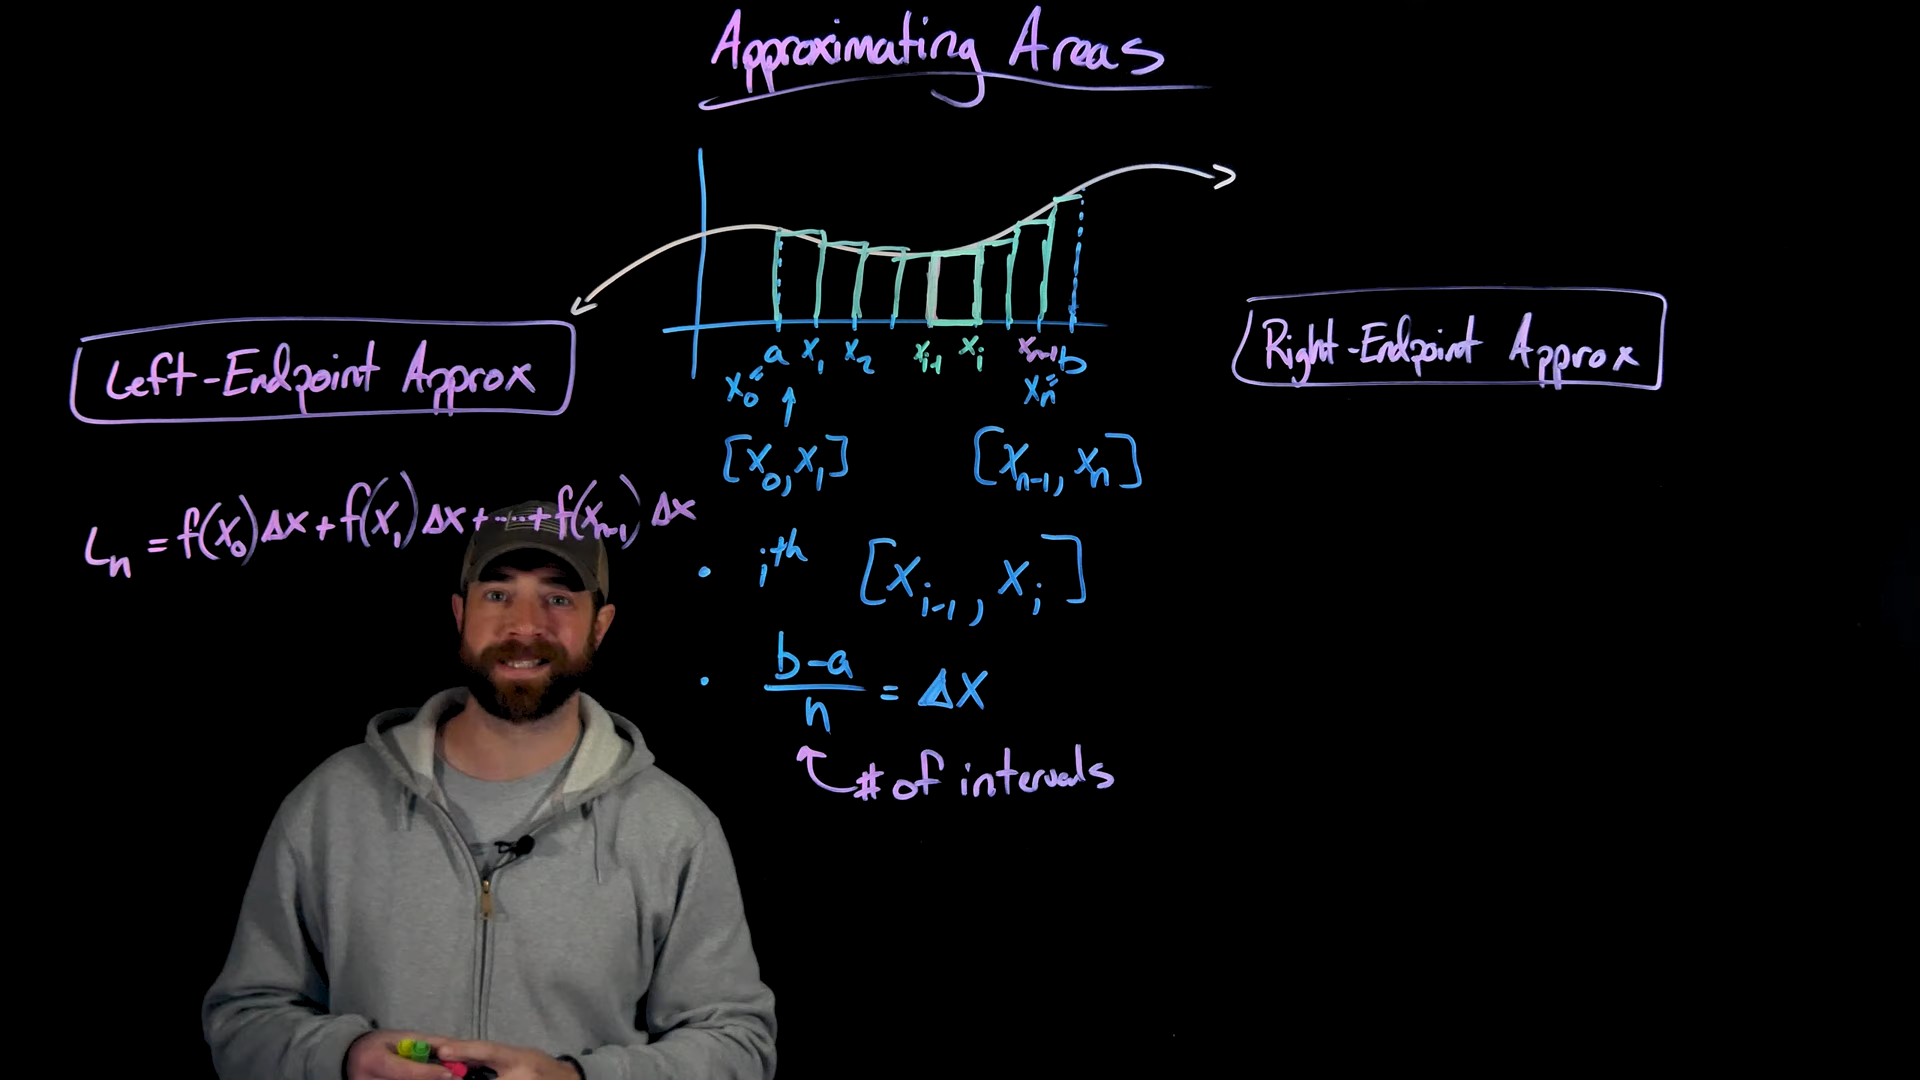 Approximating Areas
a x₁ x₂ xᵢ₋₁ xᵢ xₙ₋₁ b
x₀ = xₙ =
Left-Endpoint Approx
Right-Endpoint Approx
[x₀, x₁] [xₙ₋₁, xₙ]
Lₙ = f(x₀)Δx + f(x₁)Δx + ..... + f(xₙ₋₁)Δx
• iᵗʰ [xᵢ₋₁, xᵢ]
• b-a
n = Δx
# of intervals